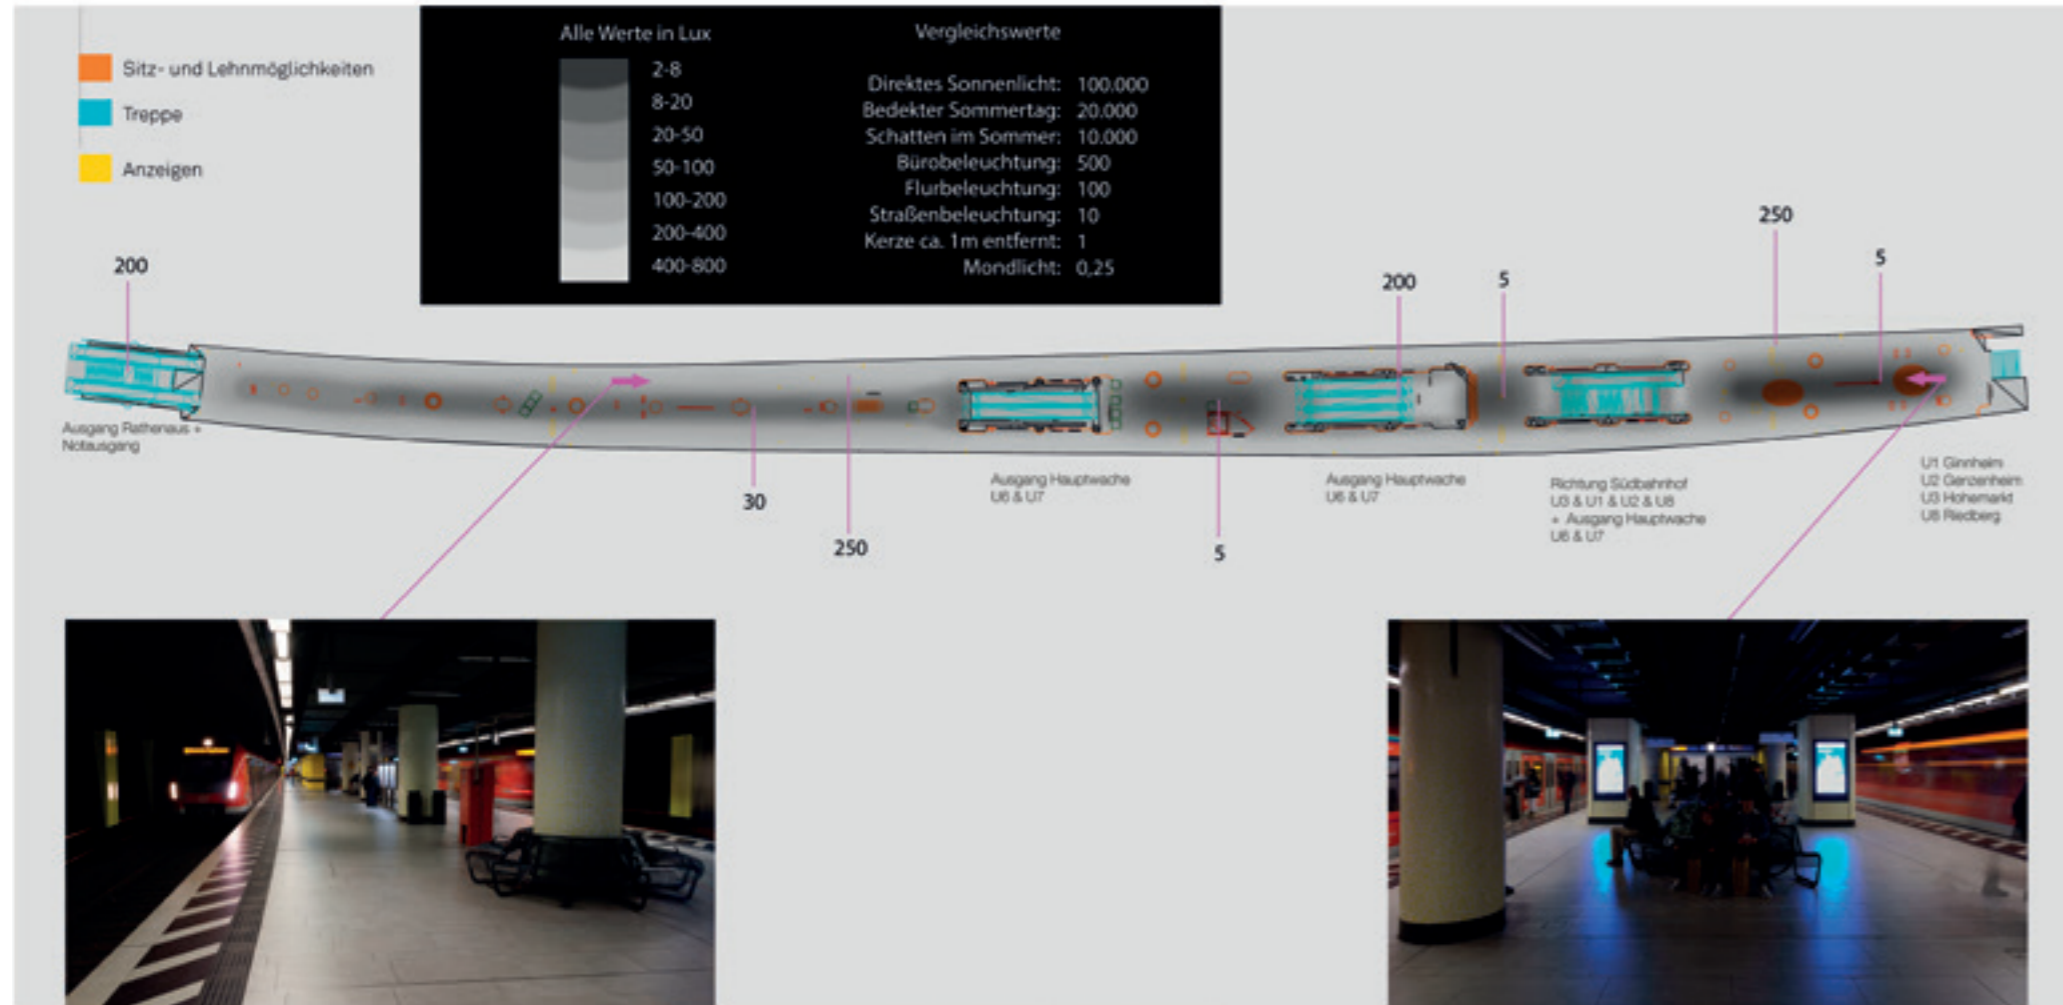 Sitz- und Lehnmöglichkeiten
Treppe
Anzeigen
Alle Werte in Lux
2-8
8-20
20-50
50-100
100-200
200-400
400-800
Vergleichswerte
Direktes Sonnenlicht: 100.000
Bedekter Sommertag: 20.000
Schatten im Sommer: 10.000
Bürobeleuchtung: 500
Flurbeleuchtung: 100
Straßenbeleuchtung: 10
Kerze ca. 1m entfernt: 1
Mondlicht: 0,25
200
250
5
200
5
Ausgang Rathenaus +
Notausgang
30
250
Ausgang Hauptwache
U6 & U7
5
Ausgang Hauptwache
U6 & U7
Richtung Südbahnhof
U3 & U1 & U2 & U8
+ Ausgang Hauptwache
U6 & U7
U1 Ginnheim
U2 Genzenheim
U3 Hohemarkt
U8 Riedberg